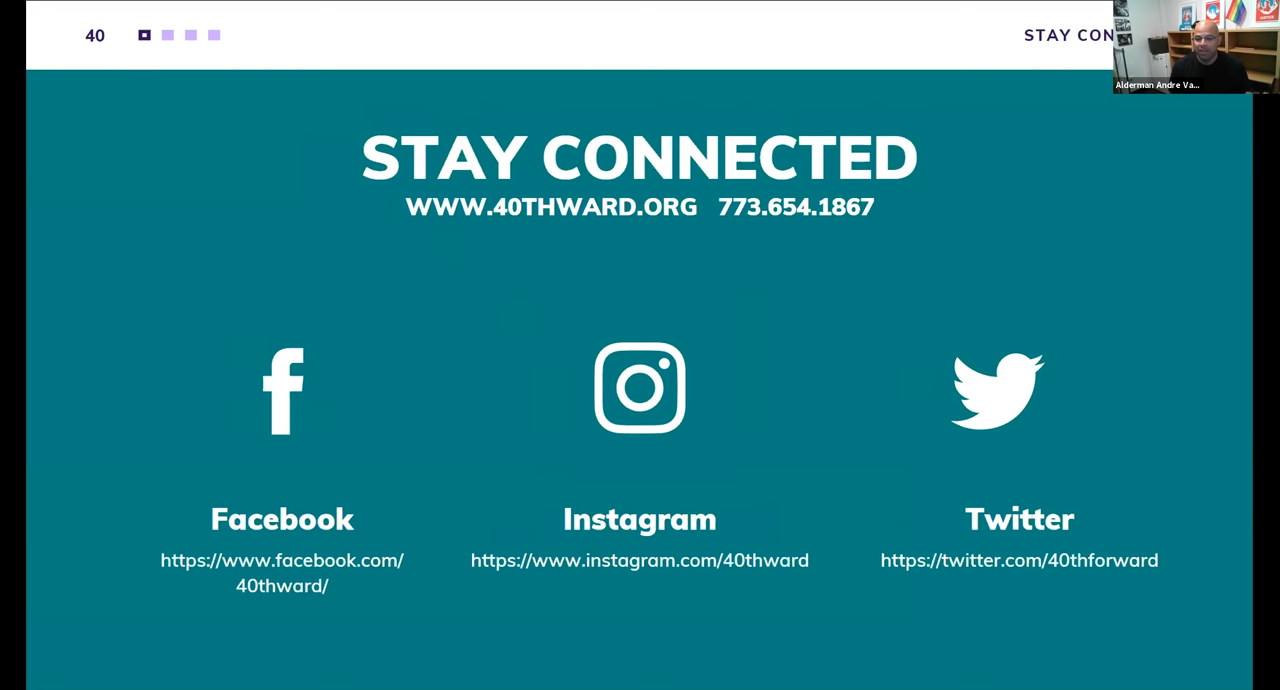 40
STAY CON
Alderman Andre Va...
STAY CONNECTED
WWW.40THWARD.ORG 773.654.1867
Facebook
Instagram
Twitter
https://www.facebook.com/
40thward/
https://www.instagram.com/40thward
https://twitter.com/40thforward